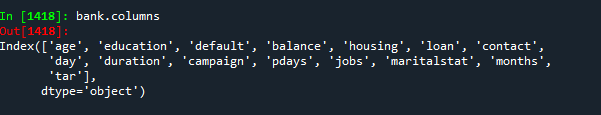 In [1418]: bank.columns
Out[1418]:
Index(['age', 'education', 'default', 'balance', 'housing', 'loan', 'contact',
'day', 'duration', 'campaign', 'pdays', 'jobs', 'maritalstat', 'months',
'tar'],
dtype='object')